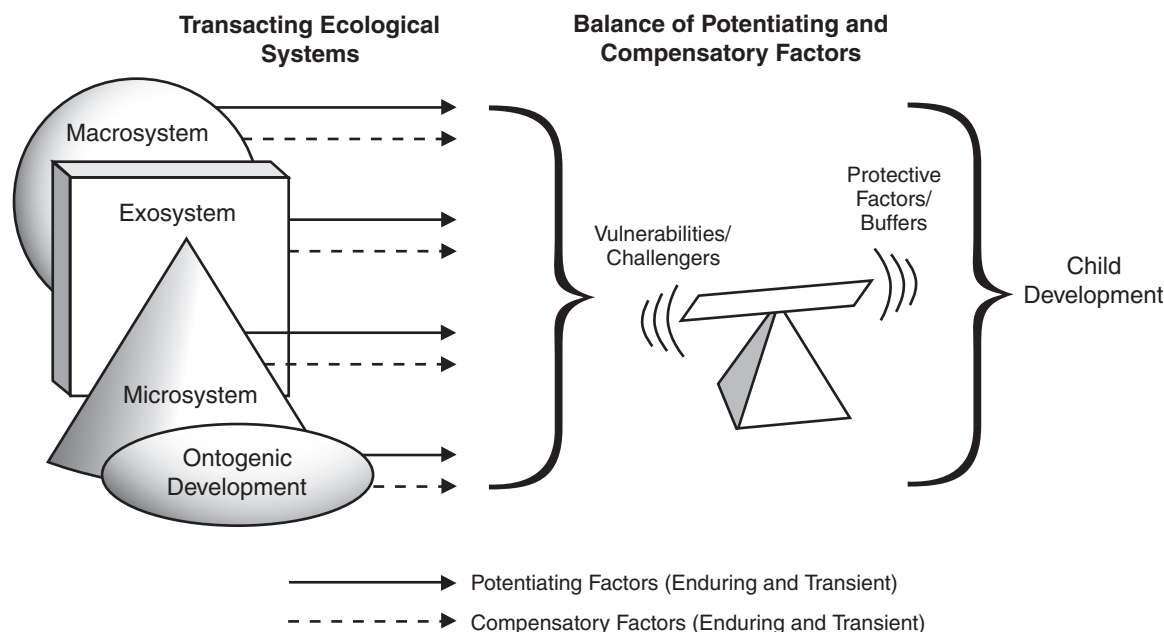 Transacting Ecological
Systems
Balance of Potentiating and
Compensatory Factors
Macrosystem
Exosystem
Microsystem
Ontogenic
Development
Vulnerabilities/
Challengers
Protective
Factors/
Buffers
Child
Development
Potentiating Factors (Enduring and Transient)
Compensatory Factors (Enduring and Transient)